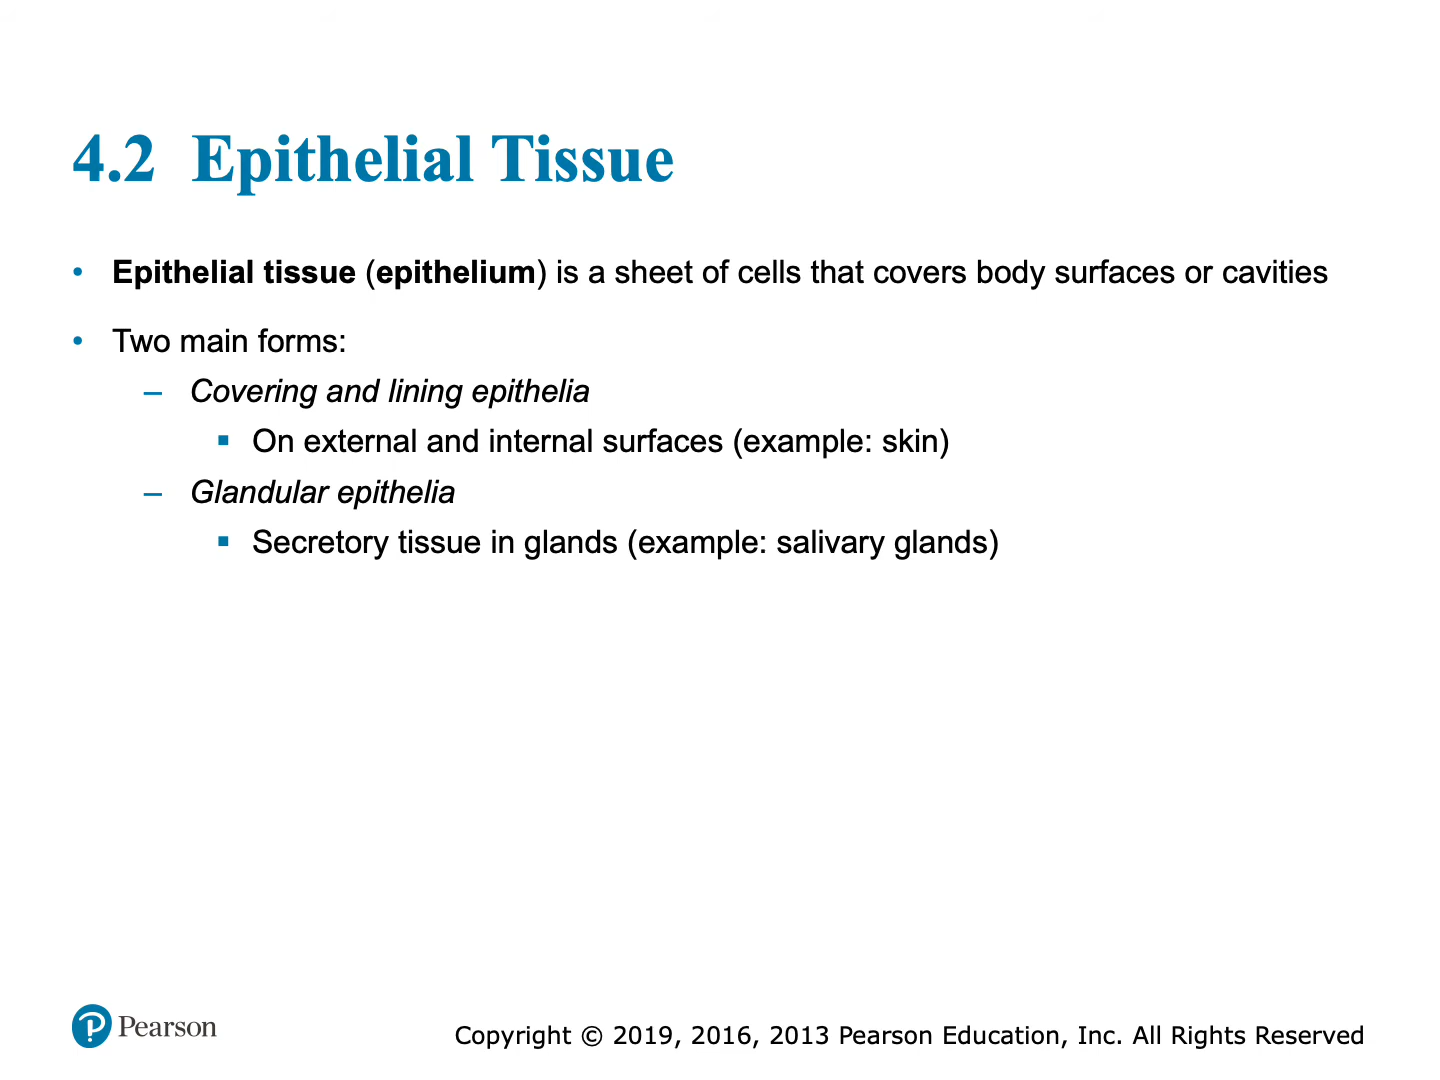 4.2 Epithelial Tissue
• Epithelial tissue (epithelium) is a sheet of cells that covers body surfaces or cavities
• Two main forms:
– Covering and lining epithelia
▪ On external and internal surfaces (example: skin)
– Glandular epithelia
▪ Secretory tissue in glands (example: salivary glands)
Pearson
Copyright © 2019, 2016, 2013 Pearson Education, Inc. All Rights Reserved